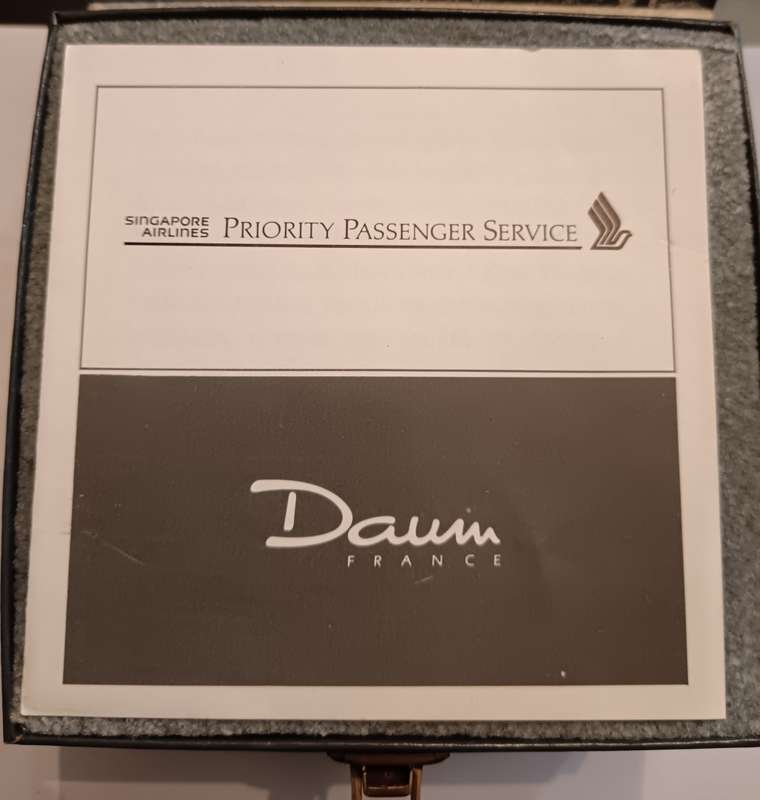 SINGAPORE
AIRLINES PRIORITY PASSENGER SERVICE
Daum
FRANCE